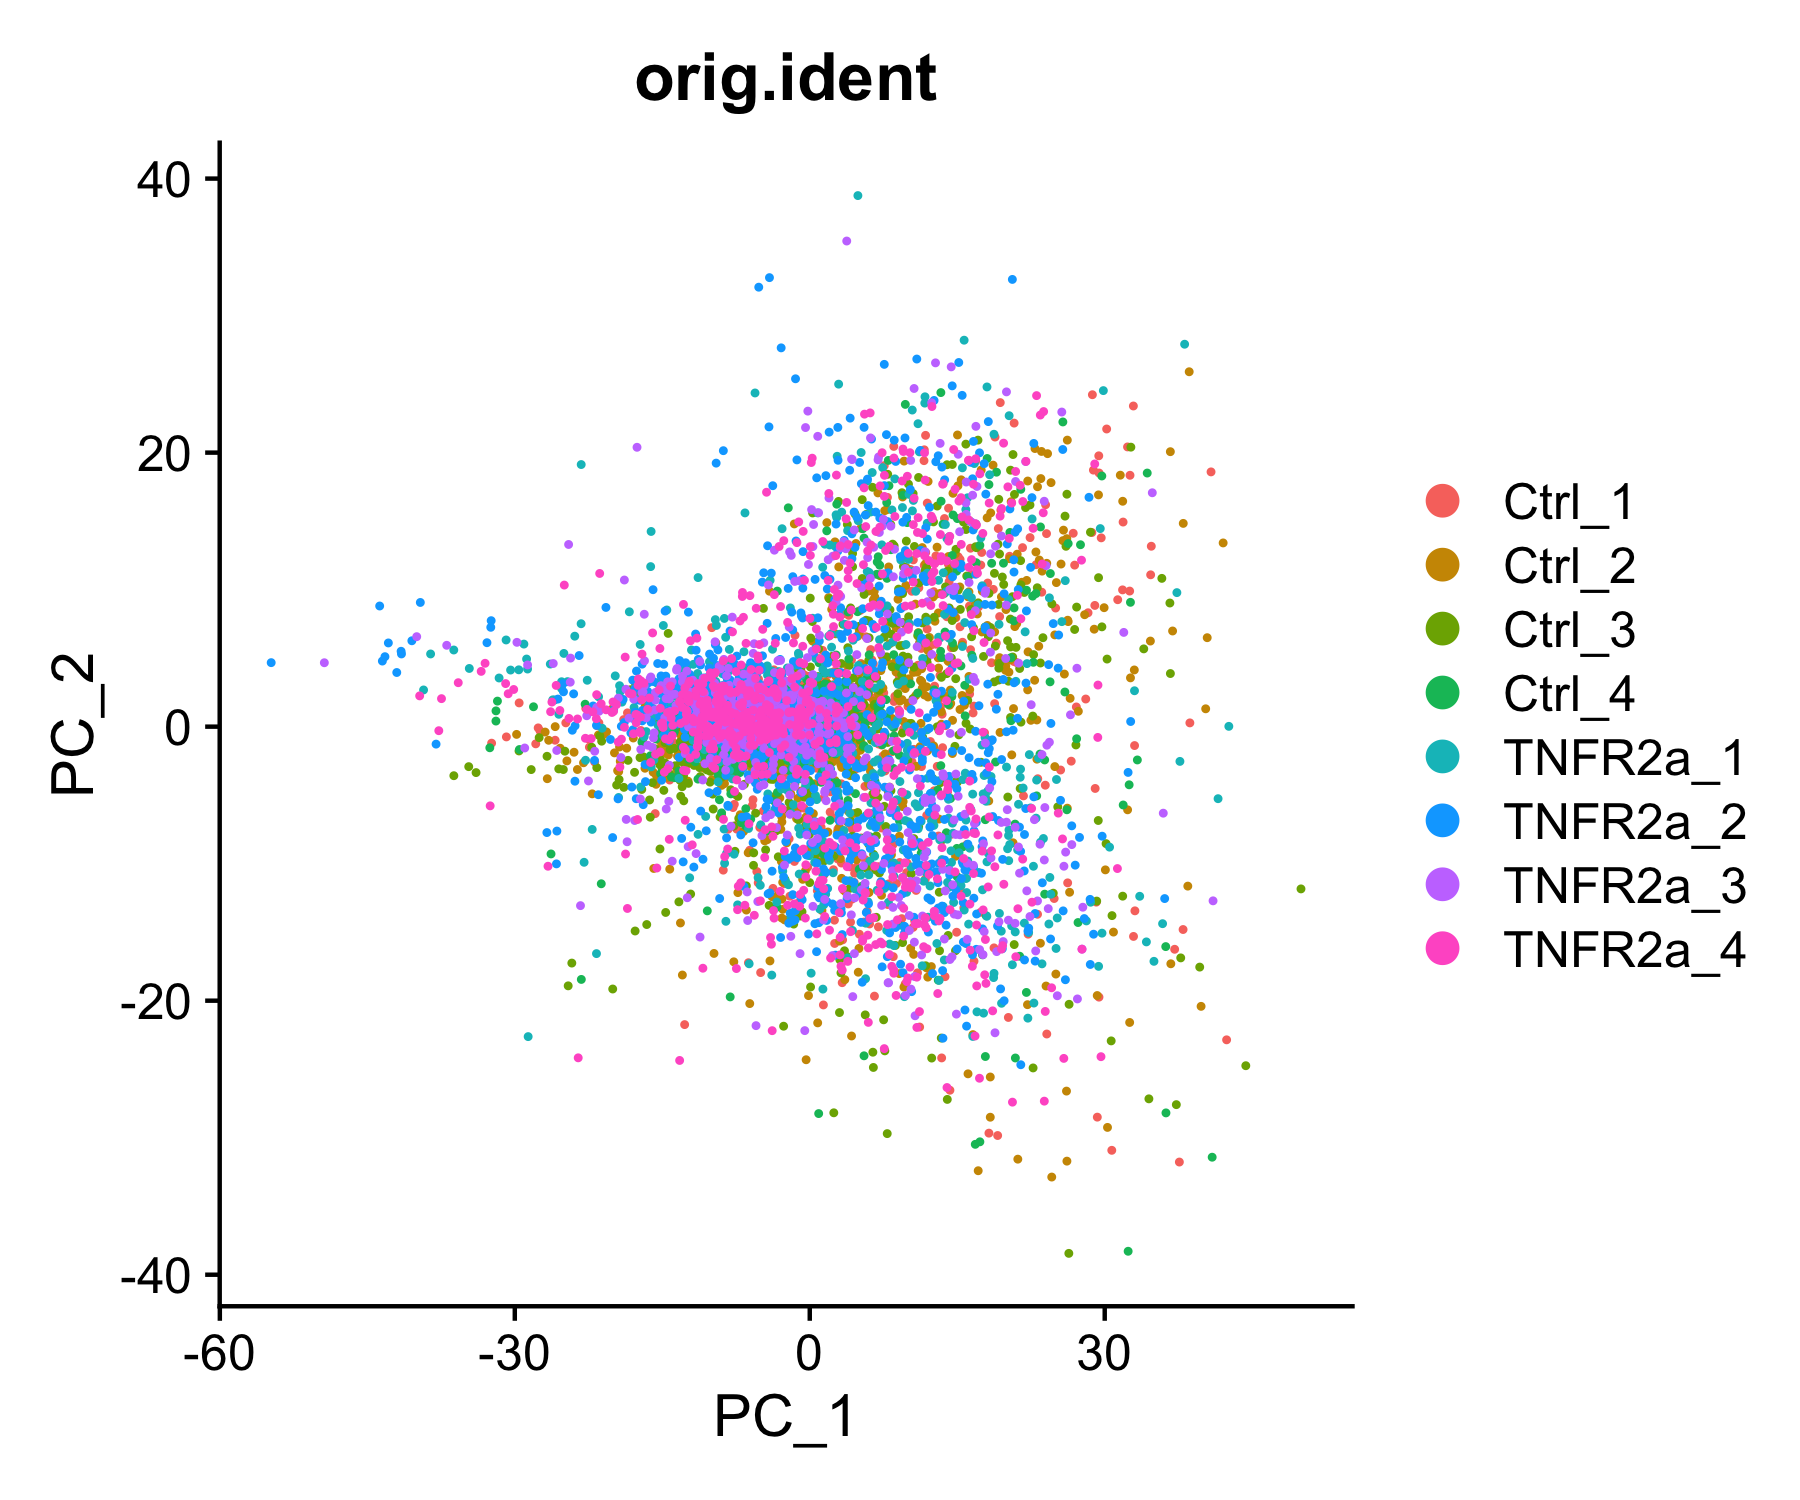 orig.ident
40
20
0
-20
-40
PC_2
-60
-30
0
30
PC_1
Ctrl_1
Ctrl_2
Ctrl_3
Ctrl_4
TNFR2a_1
TNFR2a_2
TNFR2a_3
TNFR2a_4